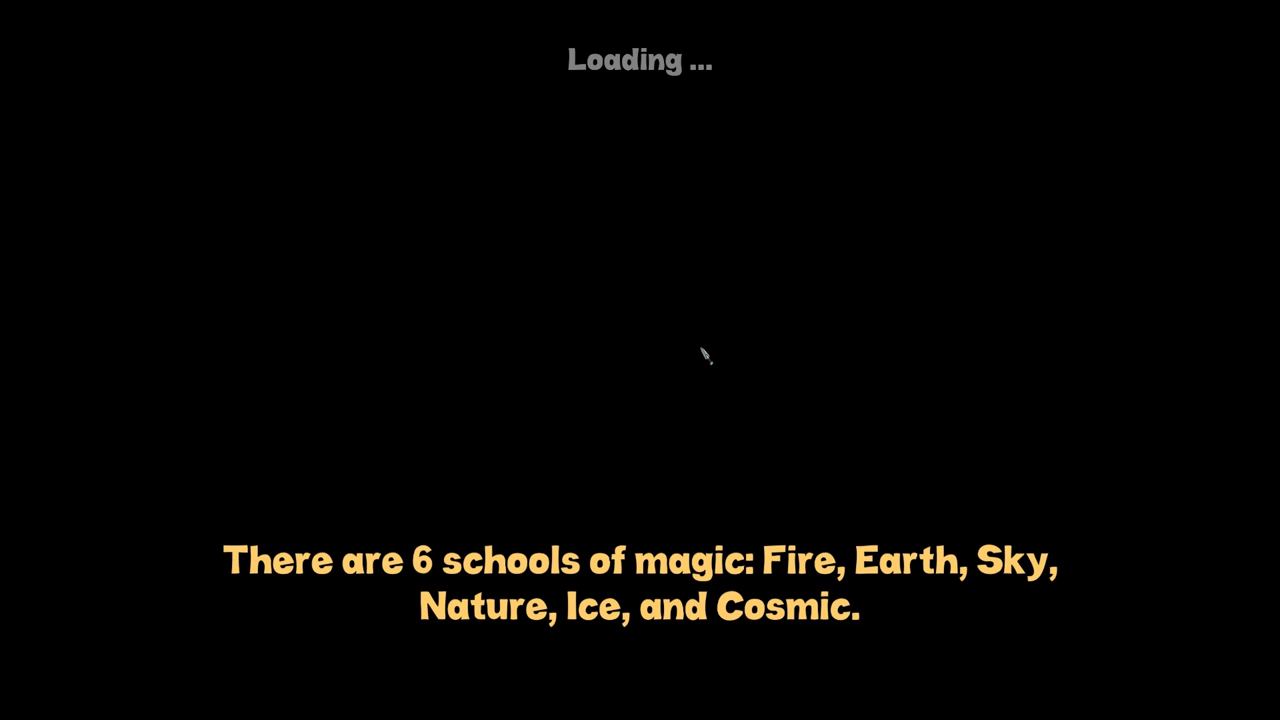 Loading ...
There are 6 schools of magic: Fire, Earth, Sky,
Nature, Ice, and Cosmic.